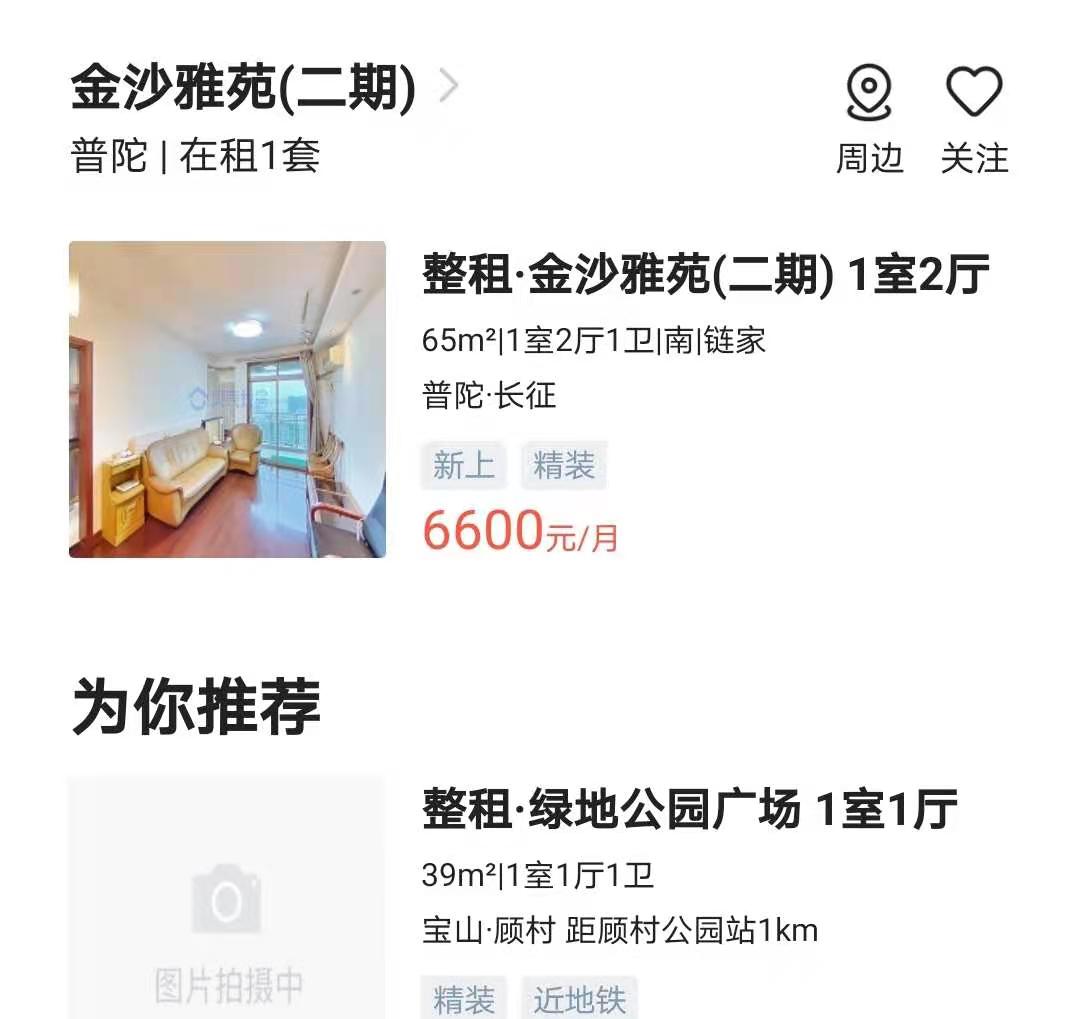 金沙雅苑(二期)
普陀 | 在租1套
周边
关注
整租·金沙雅苑(二期) 1室2厅
65m²|1室2厅1卫|南|链家
普陀·长征
新上 精装
6600元/月
为你推荐
整租·绿地公园广场 1室1厅
39m²|1室1厅1卫
宝山·顾村 距顾村公园站1km
图片拍摄中
精装 近地铁